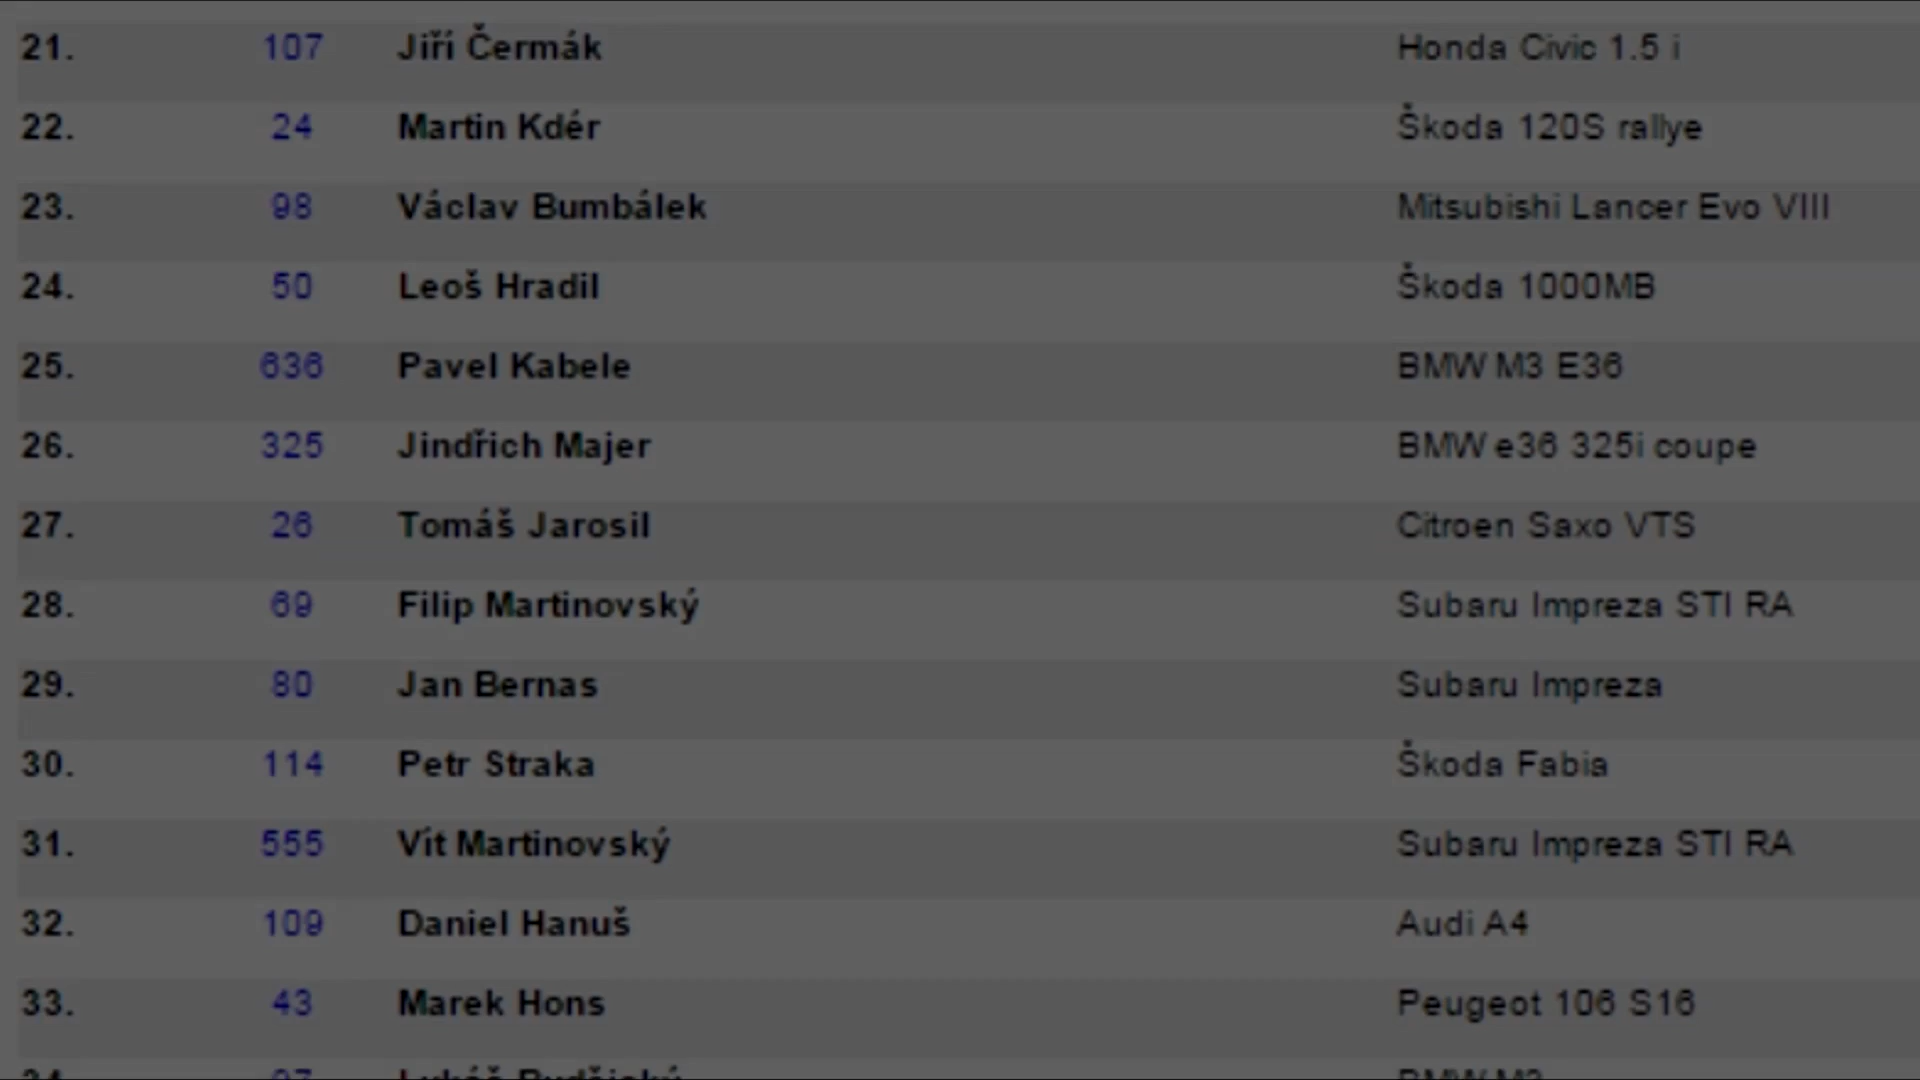 21. 107 Jiří Čermák Honda Civic 1.5 i
22. 24 Martin Kdér Škoda 120S rallye
23. 98 Václav Bumbálek Mitsubishi Lancer Evo VIII
24. 50 Leoš Hradil Škoda 1000MB
25. 636 Pavel Kabele BMW M3 E36
26. 325 Jindřich Majer BMW e36 325i coupe
27. 26 Tomáš Jarosil Citroen Saxo VTS
28. 69 Filip Martinovský Subaru Impreza STI RA
29. 80 Jan Bernas Subaru Impreza
30. 114 Petr Straka Škoda Fabia
31. 555 Vít Martinovský Subaru Impreza STI RA
32. 109 Daniel Hanuš Audi A4
33. 43 Marek Hons Peugeot 106 S16
34. Lukáš BMW M3